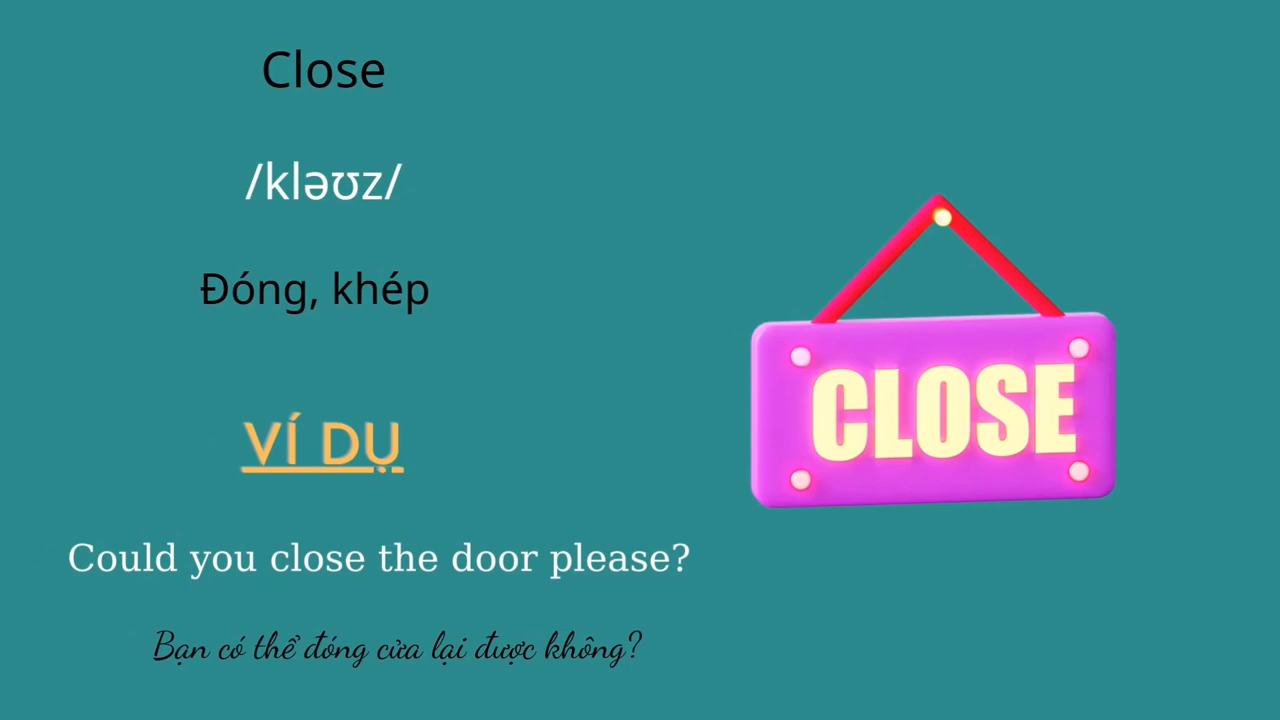 Close
/kləʊz/
Đóng, khép
CLOSE
VÍ DỤ
Could you close the door please?
Bạn có thể đóng cửa lại được không?